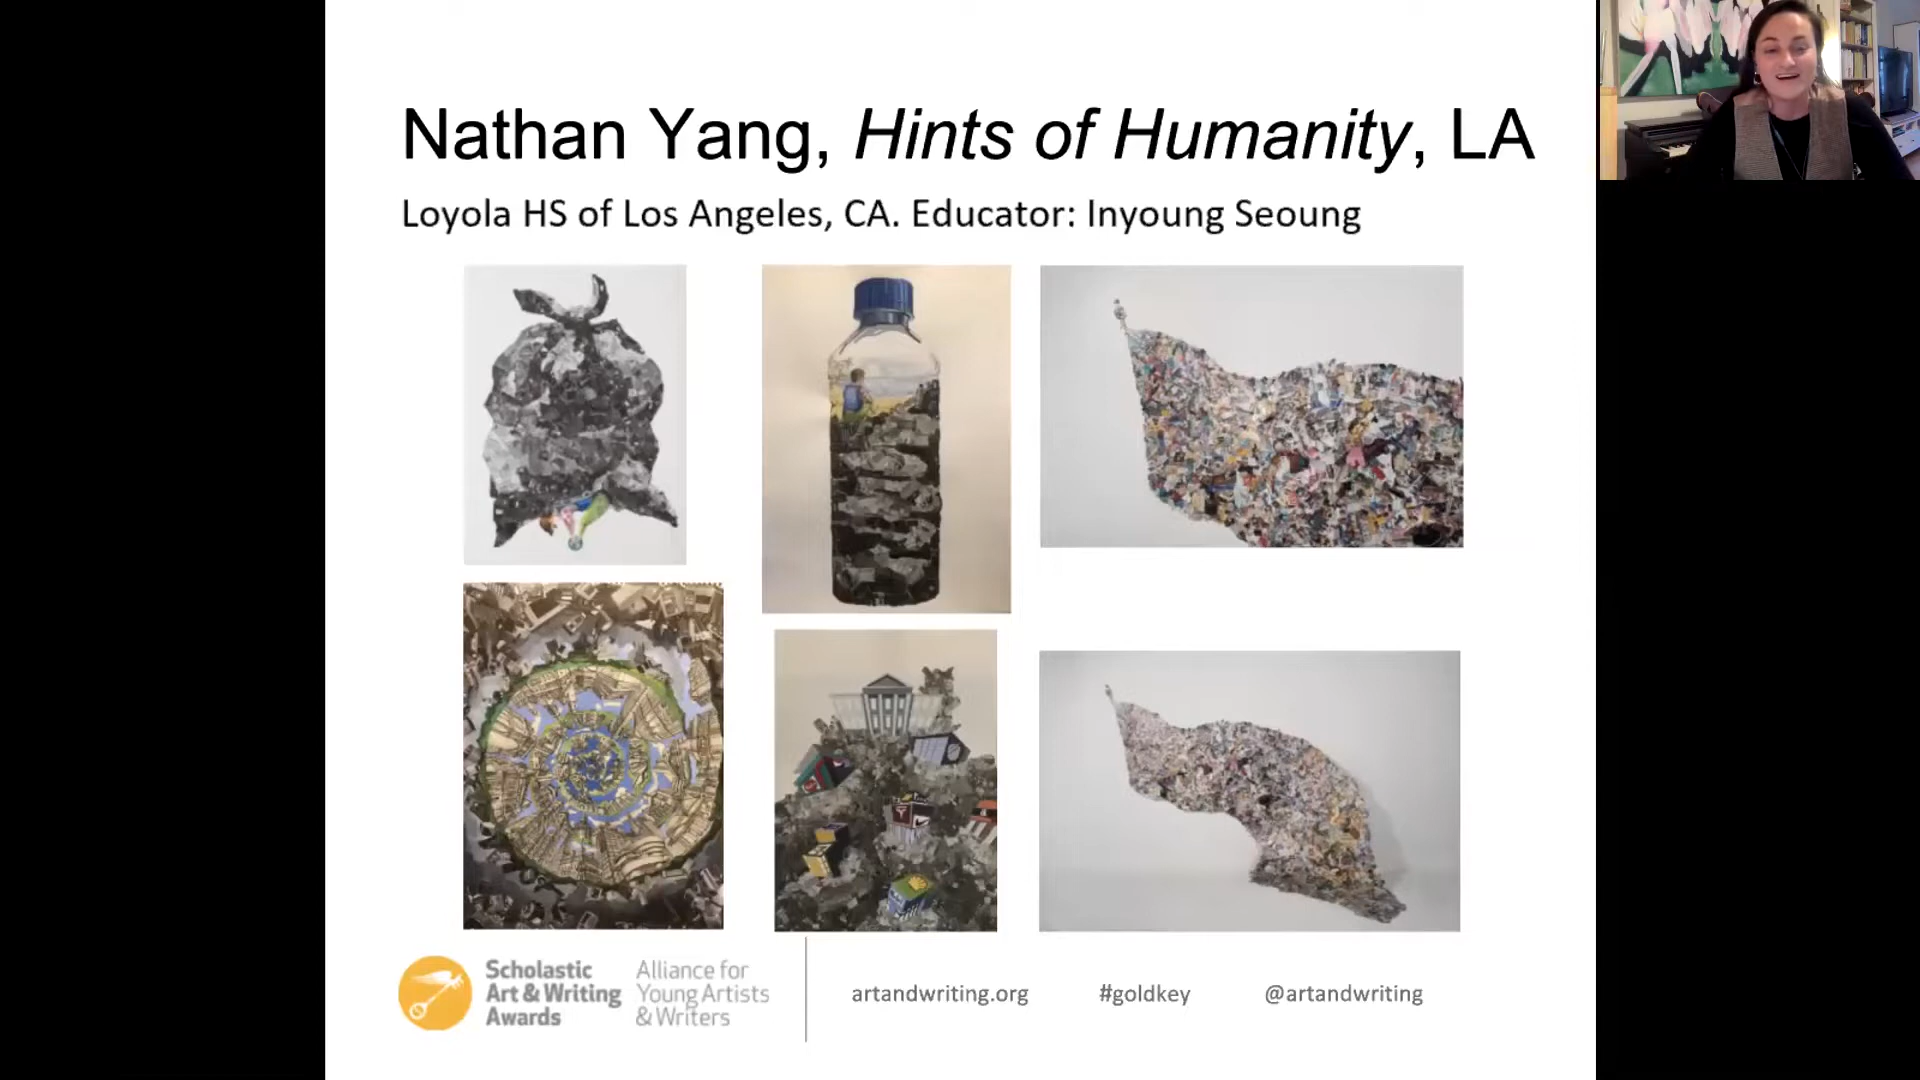 Nathan Yang, Hints of Humanity, LA
Loyola HS of Los Angeles, CA. Educator: Inyoung Seoung
Scholastic
Art & Writing
Awards
Alliance for
Young Artists
& Writers
artandwriting.org
#goldkey
@artandwriting